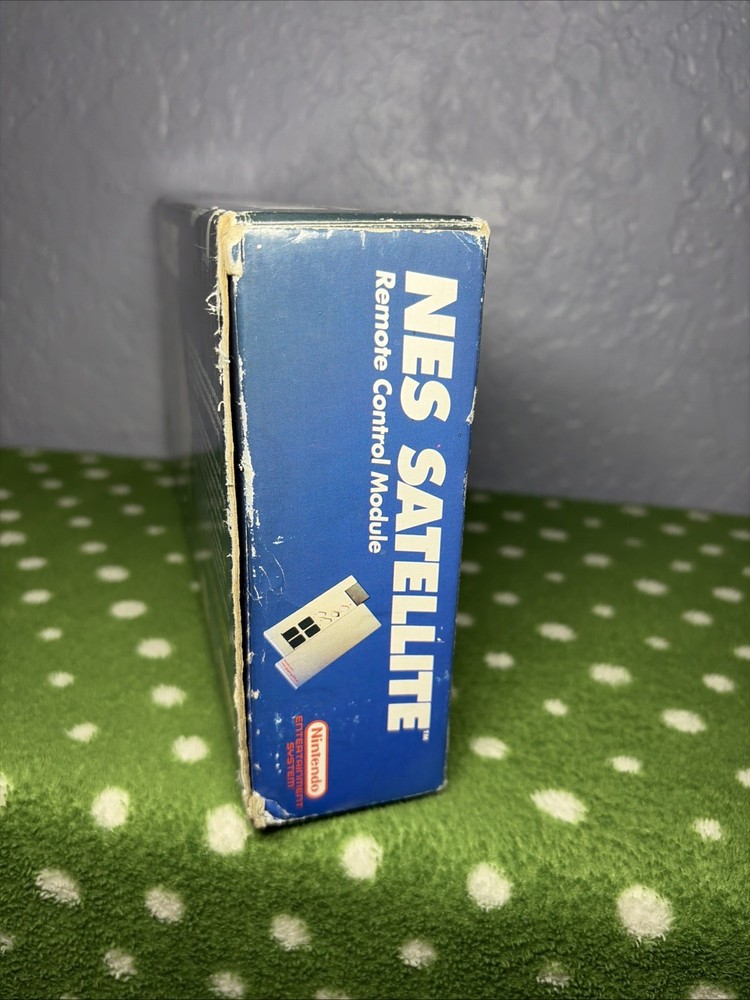 NES SATELLITE™
Remote Control Module
Nintendo
ENTERTAINMENT
SYSTEM